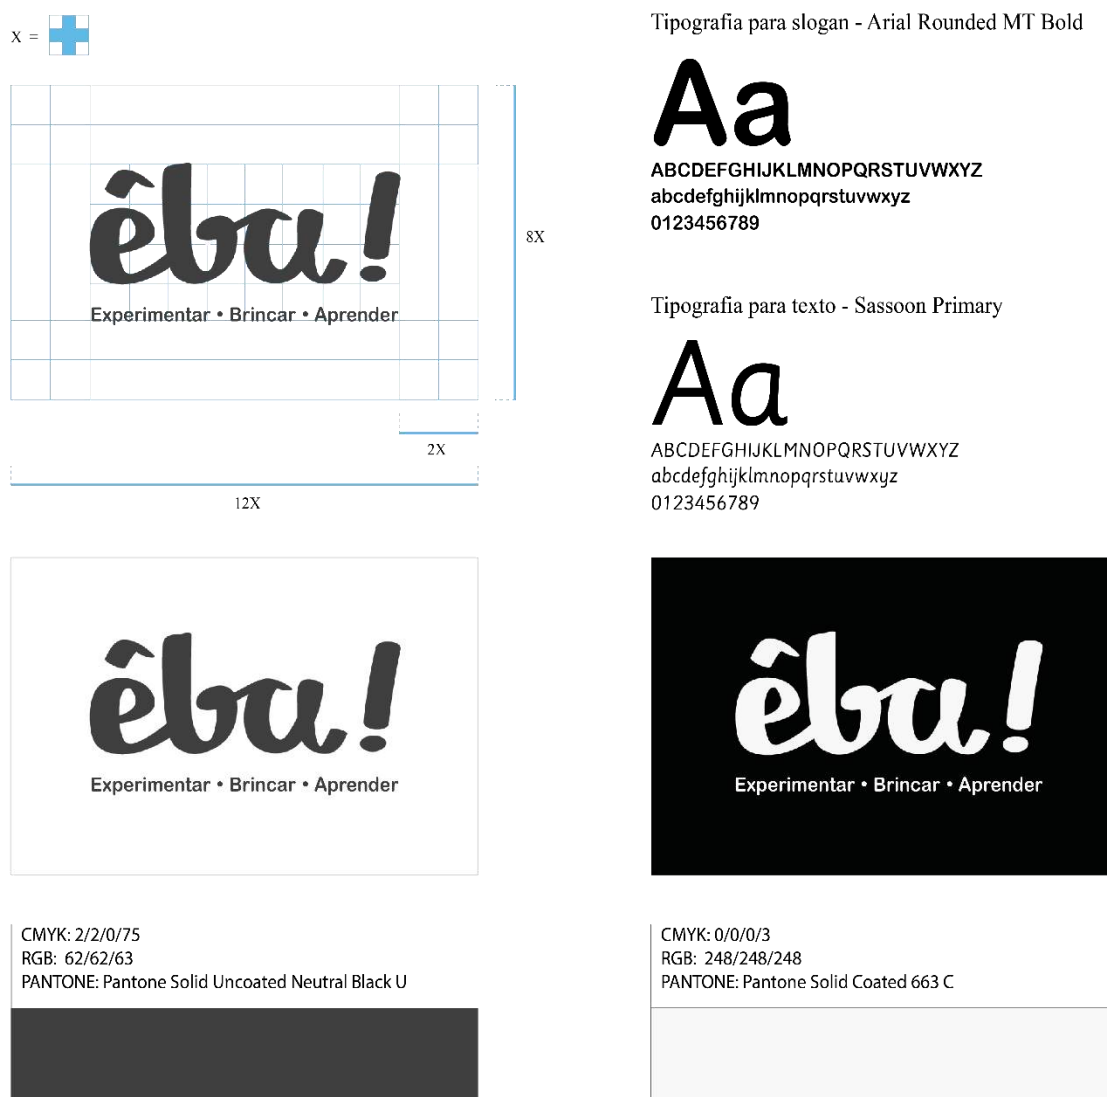 X =
êba!
Experimentar • Brincar • Aprender
8X
2X
12X
Tipografia para slogan - Arial Rounded MT Bold
Aa
ABCDEFGHIJKLMNOPQRSTUVWXYZ
abcdefghijklmnopqrstuvwxyz
0123456789
Tipografia para texto - Sassoon Primary
Aa
ABCDEFGHIJKLMNOPQRSTUVWXYZ
abcdefghijklmnopqrstuvwxyz
0123456789
êba!
Experimentar • Brincar • Aprender
êba!
Experimentar • Brincar • Aprender
CMYK: 2/2/0/75
RGB: 62/62/63
PANTONE: Pantone Solid Uncoated Neutral Black U
CMYK: 0/0/0/3
RGB: 248/248/248
PANTONE: Pantone Solid Coated 663 C